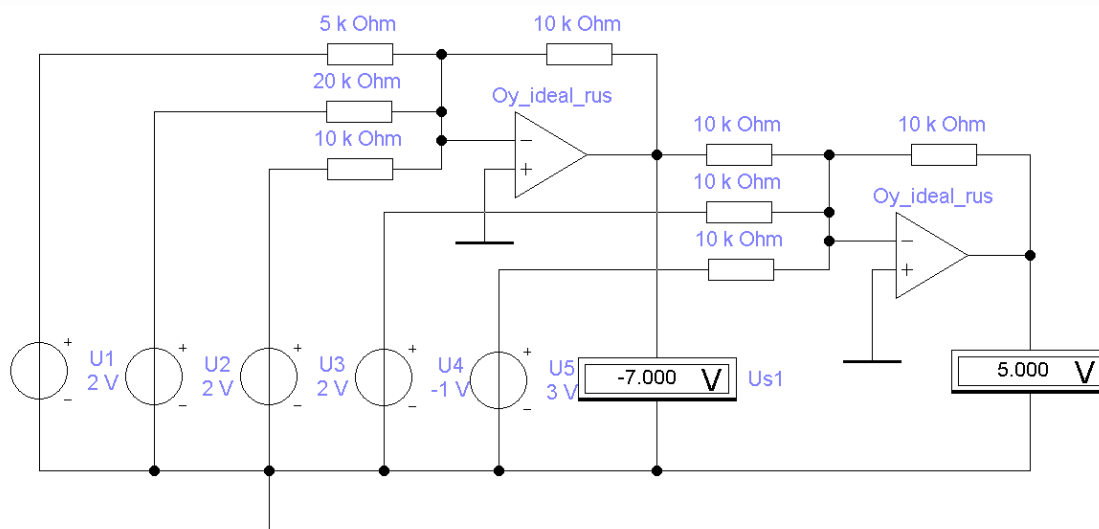 5 k Ohm
10 k Ohm
20 k Ohm
Oy_ideal_rus
10 k Ohm
10 k Ohm
10 k Ohm
10 k Ohm
Oy_ideal_rus
10 k Ohm
−
+
−
+
+
−
U1
2 V
+
−
U2
2 V
+
−
U3
2 V
+
−
U4
-1 V
+
−
U5
3 V
-7.000 V
Us1
5.000 V